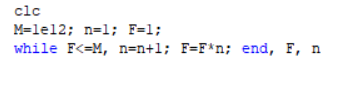 clc
M=1e12; n=1; F=1;
while F<=M, n=n+1; F=F*n; end, F, n